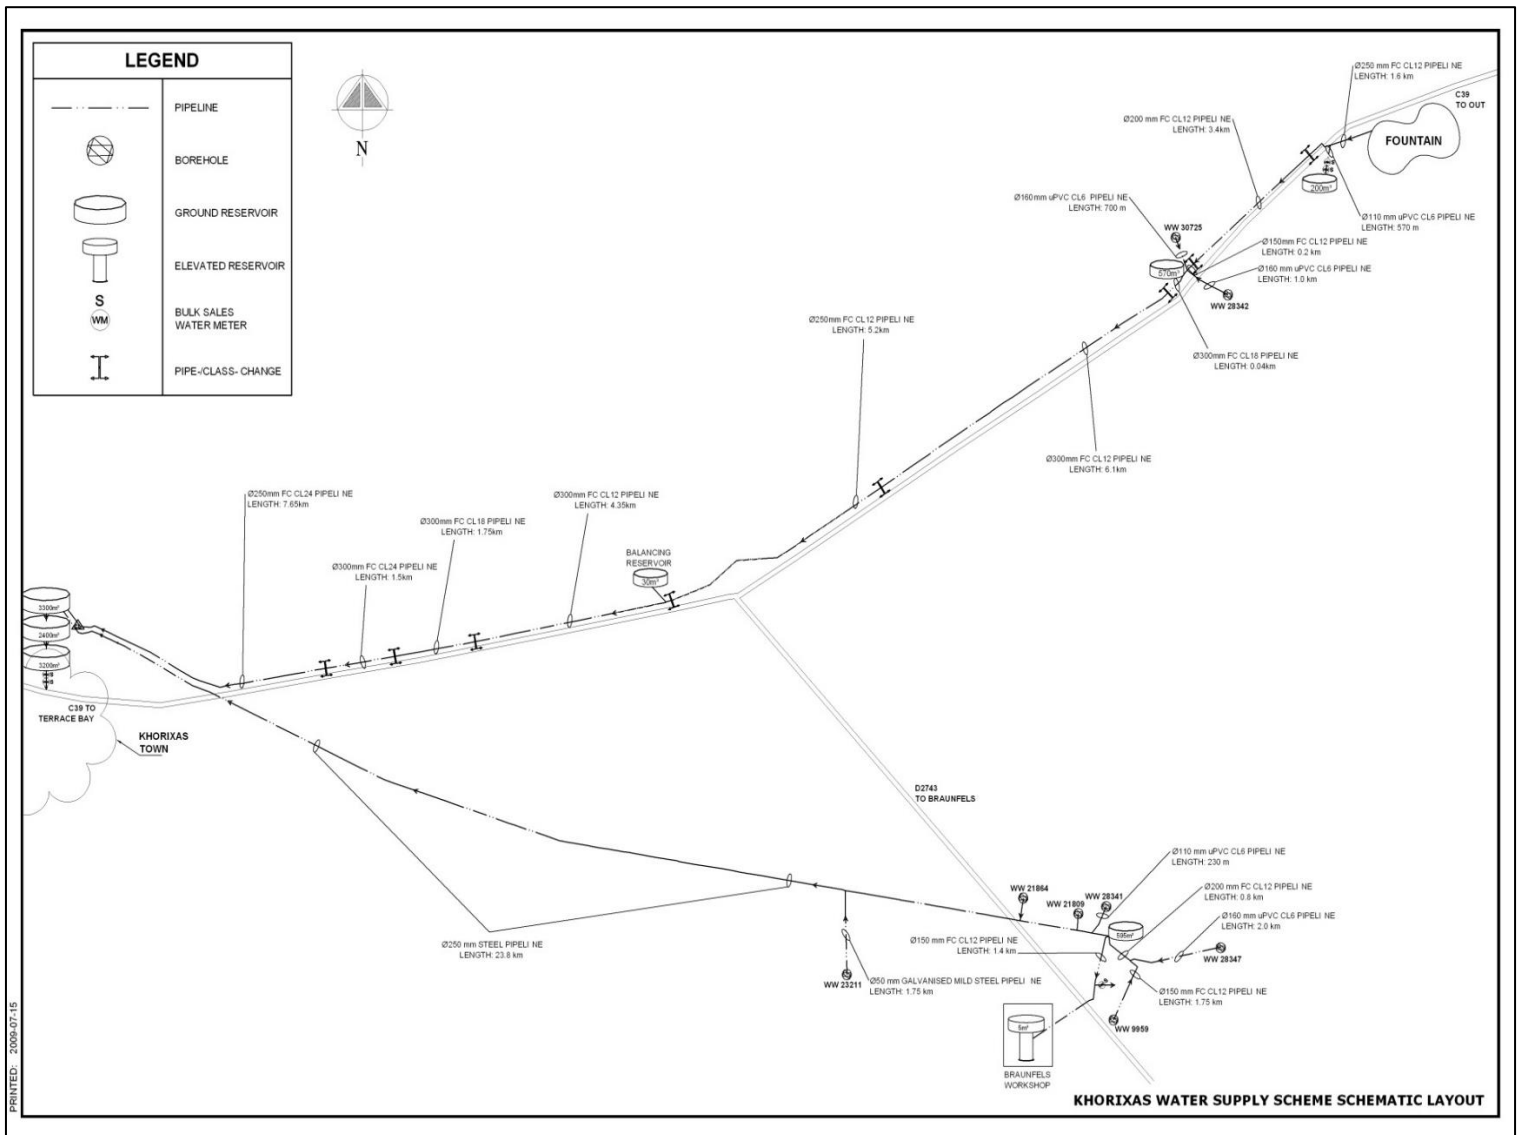 LEGEND
PIPELINE
BOREHOLE
GROUND RESERVOIR
ELEVATED RESERVOIR
S
WM
BULK SALES
WATER METER
PIPE-/CLASS- CHANGE
N
Ø250 mm FC CL12 PIPELI NE
LENGTH: 1.6 km
C39
TO OUT
FOUNTAIN
Ø200 mm FC CL12 PIPELI NE
LENGTH: 3.4km
200m³
Ø160mm uPVC CL6 PIPELI NE
LENGTH: 700 m
Ø110 mm uPVC CL6 PIPELI NE
LENGTH: 570 m
WW 30725
Ø150mm FC CL12 PIPELI NE
LENGTH: 0.2 km
570m³
Ø160 mm uPVC CL6 PIPELI NE
LENGTH: 1.0 km
WW 28342
Ø250mm FC CL12 PIPELI NE
LENGTH: 5.2km
Ø300mm FC CL18 PIPELI NE
LENGTH: 0.04km
Ø300mm FC CL12 PIPELI NE
LENGTH: 6.1km
Ø250mm FC CL24 PIPELI NE
LENGTH: 7.65km
Ø300mm FC CL12 PIPELI NE
LENGTH: 4.35km
Ø300mm FC CL18 PIPELI NE
LENGTH: 1.75km
Ø300mm FC CL24 PIPELI NE
LENGTH: 1.5km
BALANCING
RESERVOIR
30m³
3300m³
2400m³
3200m³
C39 TO
TERRACE BAY
KHORIXAS
TOWN
D2743
TO BRAUNFELS
Ø110 mm uPVC CL6 PIPELI NE
LENGTH: 230 m
WW 21864
WW 28341
WW 21809
Ø200 mm FC CL12 PIPELI NE
LENGTH: 0.8 km
Ø160 mm uPVC CL6 PIPELI NE
LENGTH: 2.0 km
595m³
Ø250 mm STEEL PIPELI NE
LENGTH: 23.8 km
Ø150 mm FC CL12 PIPELI NE
LENGTH: 1.4 km
WW 28347
WW 23211
Ø50 mm GALVANISED MILD STEEL PIPELI NE
LENGTH: 1.75 km
Ø150 mm FC CL12 PIPELI NE
LENGTH: 1.75 km
WW 9959
5m³
BRAUNFELS
WORKSHOP
KHORIXAS WATER SUPPLY SCHEME SCHEMATIC LAYOUT
PRINTED: 2009-07-15